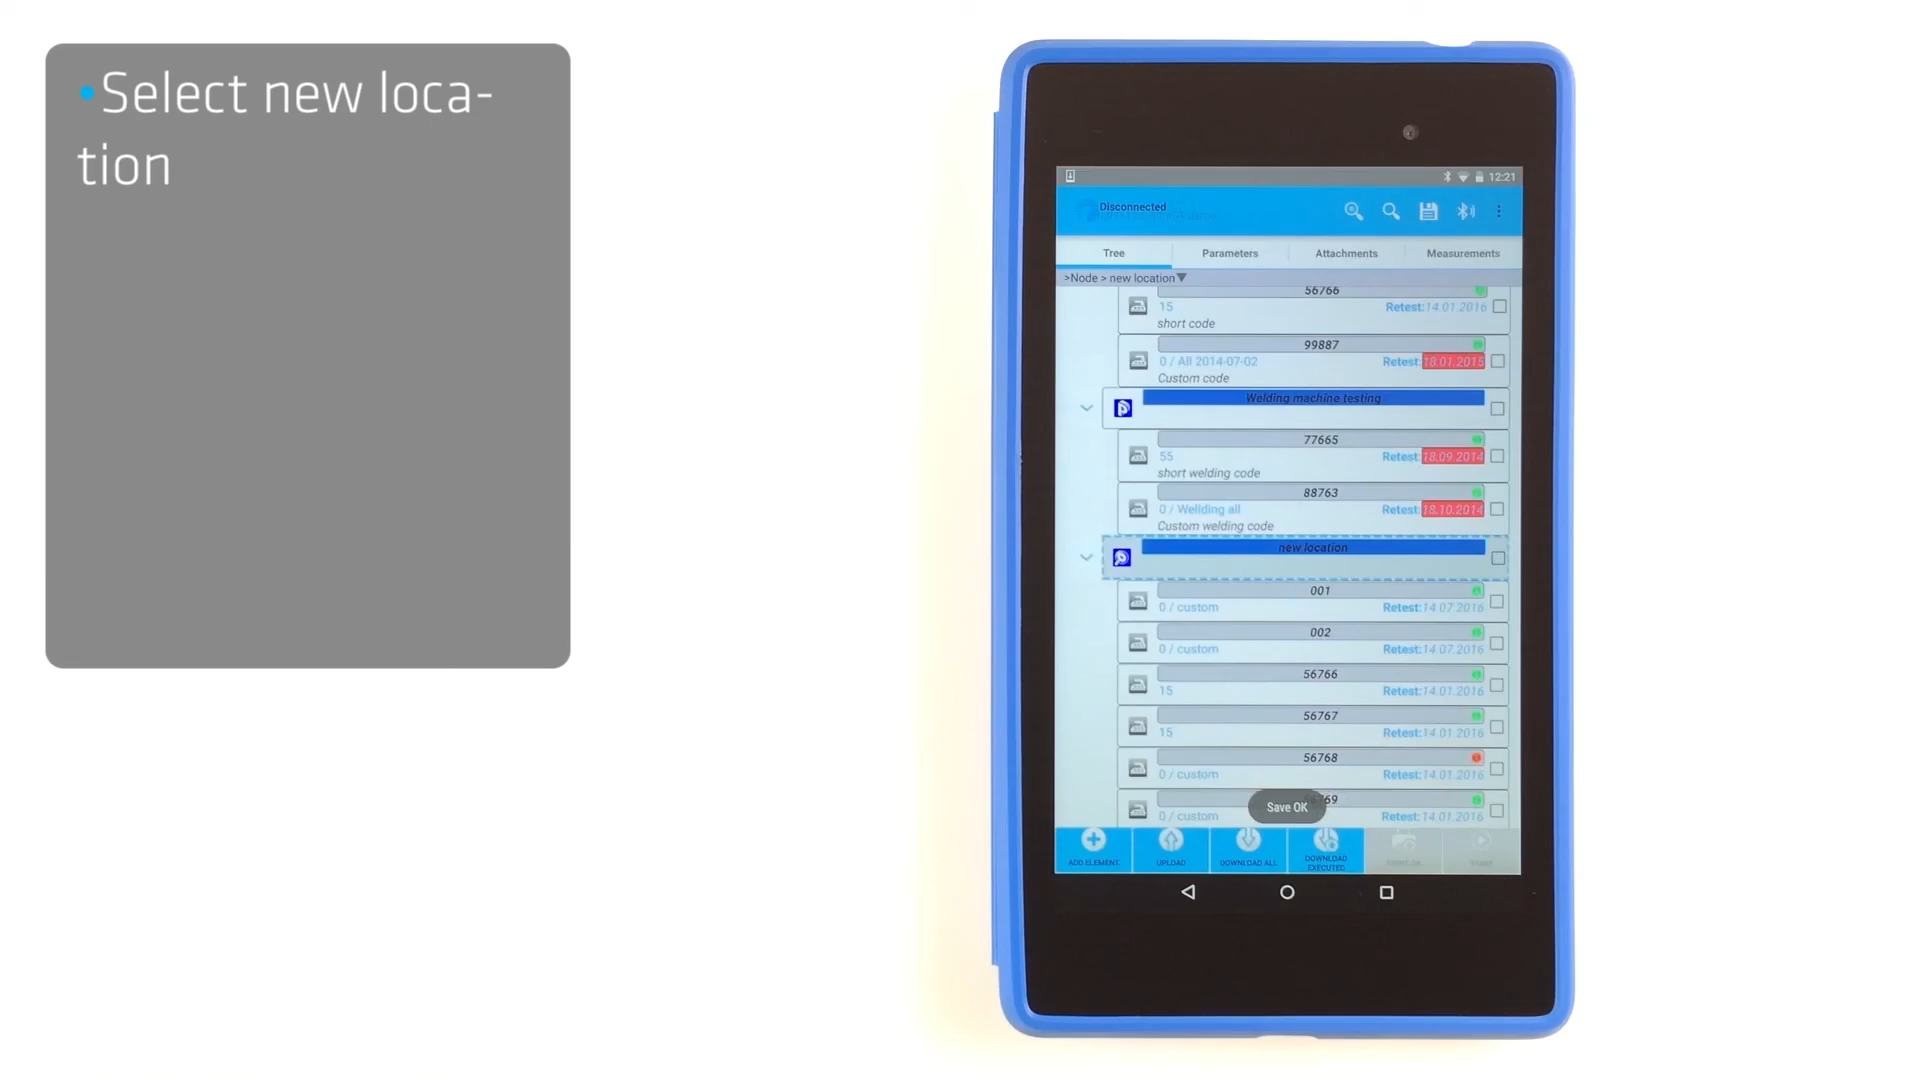 •Select new loca-
tion
12:21
Disconnected
Tree
Parameters
Attachments
Measurements
>Node > new location▼
56766
15
Retest:14.01.2016
short code
99887
0 / All 2014-07-02
Retest:18.01.2015
Custom code
Welding machine testing
77665
55
Retest:18.09.2014
short welding code
88763
0 / Wellding all
Retest:18.10.2014
Custom welding code
new location
001
0 / custom
Retest:14.07.2016
002
0 / custom
Retest:14.07.2016
56766
15
Retest:14.01.2016
56767
15
Retest:14.01.2016
56768
0 / custom
Retest:14.01.2016
69
0 / custom
Retest:14.01.2016
Save OK
ADD ELEMENT
UPLOAD
DOWNLOAD ALL
DOWNLOAD
EXECUTED
START